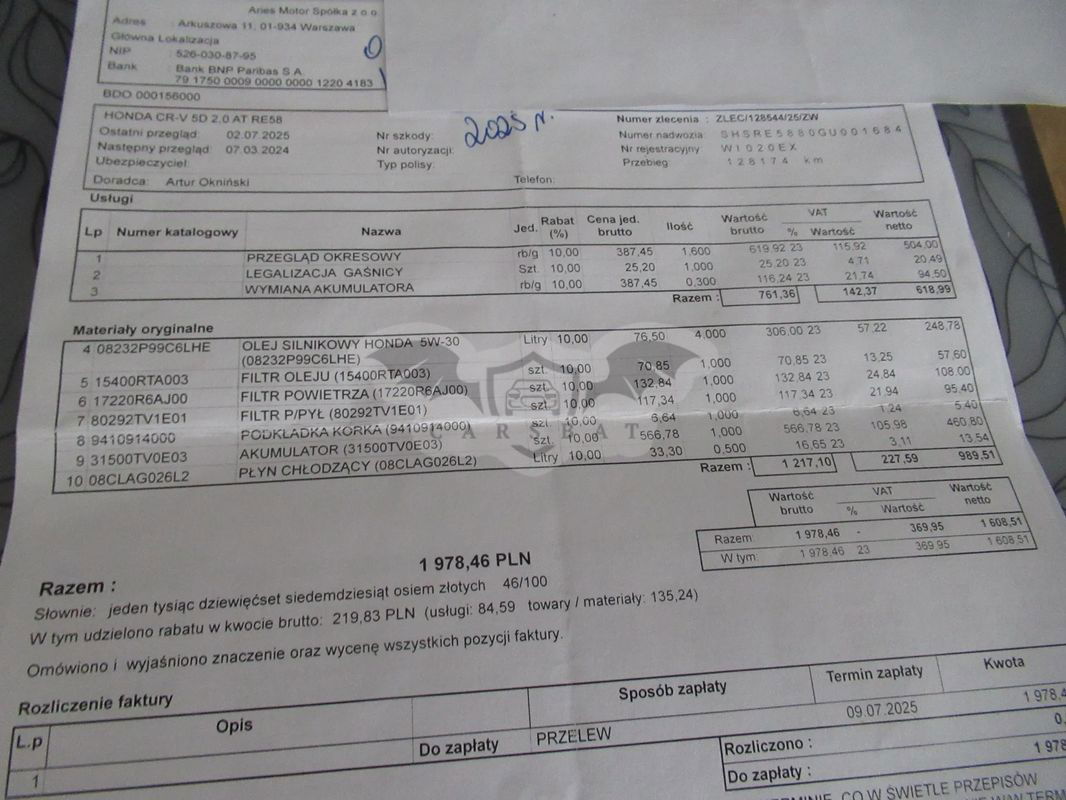 Aries Motor Spółka z o o
Adres : Arkuszowa 11, 01-934 Warszawa
Główna Lokalizacja
NIP : 526-030-87-95
Bank : Bank BNP Paribas S A.
79 1750 0009 0000 0000 1220 4183
BDO 000156000
HONDA CR-V 5D 2.0 AT RE58
Ostatni przegląd: 02.07.2025
Następny przegląd: 07.03.2024
Ubezpieczyciel:
Doradca: Artur Okniński
Nr szkody:
Nr autoryzacji:
Typ polisy:
Telefon:
2025 r.
Numer zlecenia : ZLEC/128544/25/ZW
Numer nadwozia: SHSRE5880GU001684
Nr rejestracyjny W1020EX
Przebieg: 128174 km
Usługi
Lp Numer katalogowy Nazwa Jed. Rabat (%) Cena jed. brutto Ilość Wartość brutto VAT % Wartość Wartość netto
1 PRZEGLĄD OKRESOWY rb/g 10,00 387,45 1,600 619,92 23 115,92 504,00
2 LEGALIZACJA GAŚNICY Szt. 10,00 25,20 1,000 25,20 23 4,71 20,49
3 WYMIANA AKUMULATORA rb/g 10,00 387,45 0,300 116,24 23 21,74 94,50
Razem : 761,36 142,37 618,99
Materiały oryginalne
4 08232P99C6LHE OLEJ SILNIKOWY HONDA 5W-30 Litry 10,00 76,50 4,000 306,00 23 57,22 248,78
(08232P99C6LHE)
5 15400RTA003 FILTR OLEJU (15400RTA003) szt. 10,00 70,85 1,000 70,85 23 13,25 57,60
6 17220R6AJ00 FILTR POWIETRZA (17220R6AJ00) szt. 10,00 132,84 1,000 132,84 23 24,84 108,00
7 80292TV1E01 FILTR P/PYŁ (80292TV1E01) szt. 10,00 117,34 1,000 117,34 23 21,94 95,40
8 9410914000 PODKŁADKA KORKA (9410914000) szt. 10,00 6,64 1,000 6,64 23 1,24 5,40
9 31500TV0E03 AKUMULATOR (31500TV0E03) szt. 10,00 566,78 1,000 566,78 23 105,98 460,80
10 08CLAG026L2 PŁYN CHŁODZĄCY (08CLAG026L2) Litry 10,00 33,30 0,500 16,65 23 3,11 13,54
Razem : 1 217,10 227,59 989,51
CARSBAT
Wartość brutto VAT % Wartość Wartość netto
Razem: 1 978,46 - 369,95 1 608,51
W tym: 1 978,46 23 369,95 1 608,51
Razem : 1 978,46 PLN
Słownie: jeden tysiąc dziewięćset siedemdziesiąt osiem złotych 46/100
W tym udzielono rabatu w kwocie brutto: 219,83 PLN (usługi: 84,59 towary / materiały: 135,24)
Omówiono i wyjaśniono znaczenie oraz wycenę wszystkich pozycji faktury.
Rozliczenie faktury
L.p Opis Sposób zapłaty Termin zapłaty Kwota
1 Do zapłaty PRZELEW 09.07.2025 1 978,4
Rozliczono : 0,
Do zapłaty : 1 978
CO W ŚWIETLE PRZEPISÓW